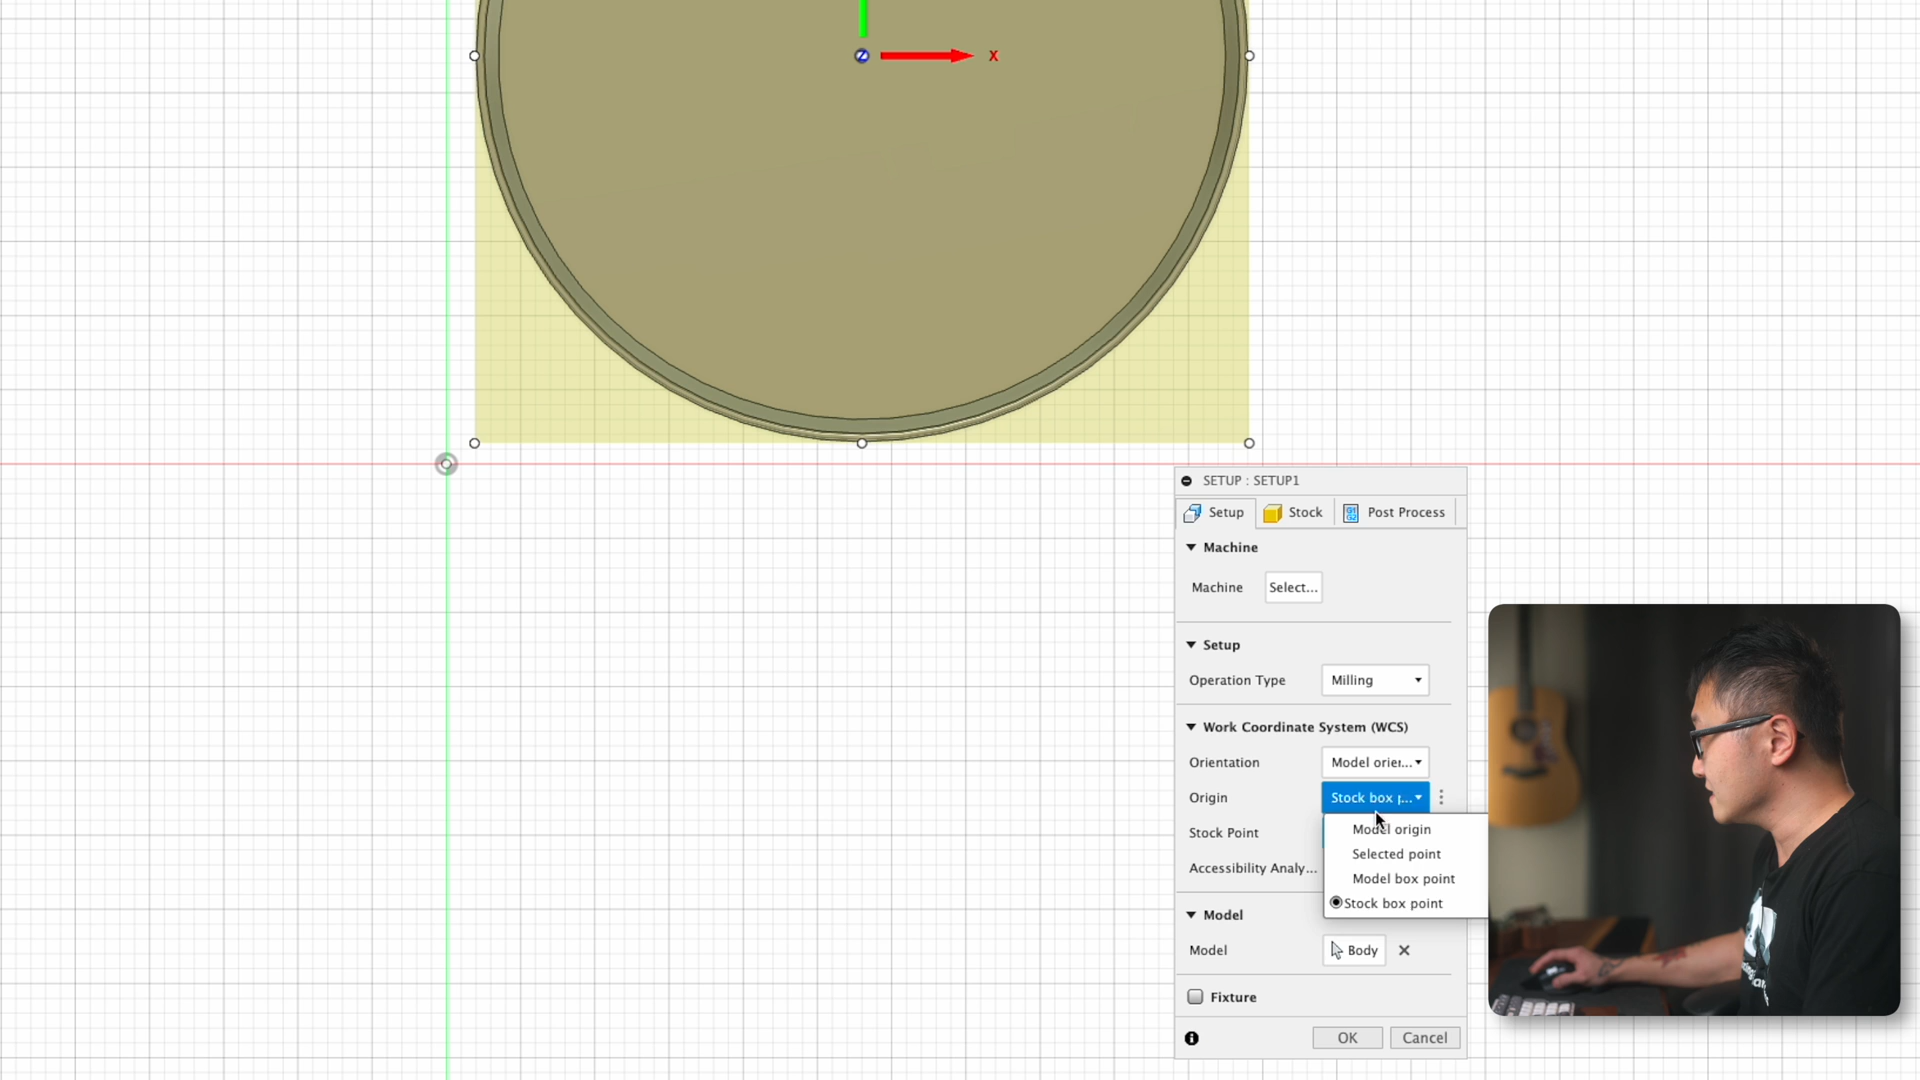 Z
X
SETUP : SETUP1
Setup
Stock
G1
G2
Post Process
Machine
Machine
Select...
Setup
Operation Type
Milling
Work Coordinate System (WCS)
Orientation
Model orie...
Origin
Stock box p...
Stock Point
Model origin
Selected point
Accessibility Analy...
Model box point
Stock box point
Model
Model
Body
Fixture
OK
Cancel